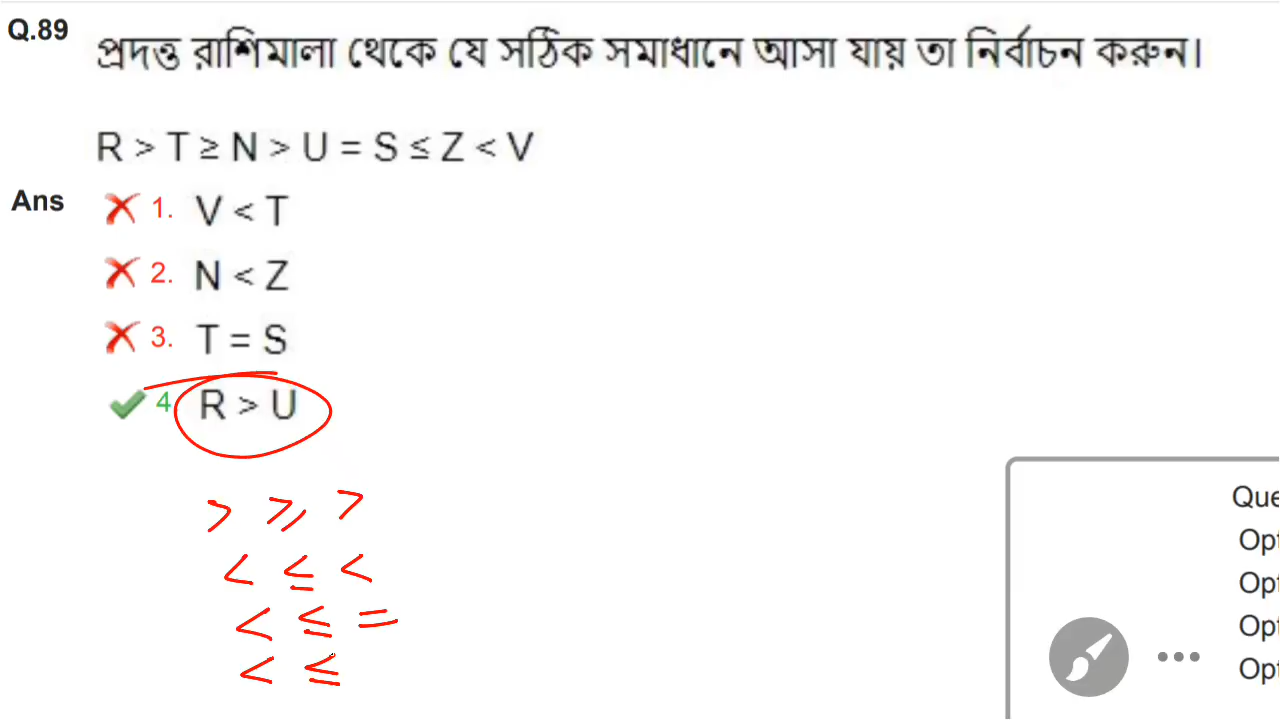 Q.89 প্রদত্ত রাশিমালা থেকে যে সঠিক সমাধানে আসা যায় তা নির্বাচন করুন।
R > T ≥ N > U = S ≤ Z < V
Ans 1. V < T
2. N < Z
3. T = S
4 R > U
> ≥ >
< ≤ <
< ≤ =
< ≤
Que
Opt
Opt
Opt
Opt